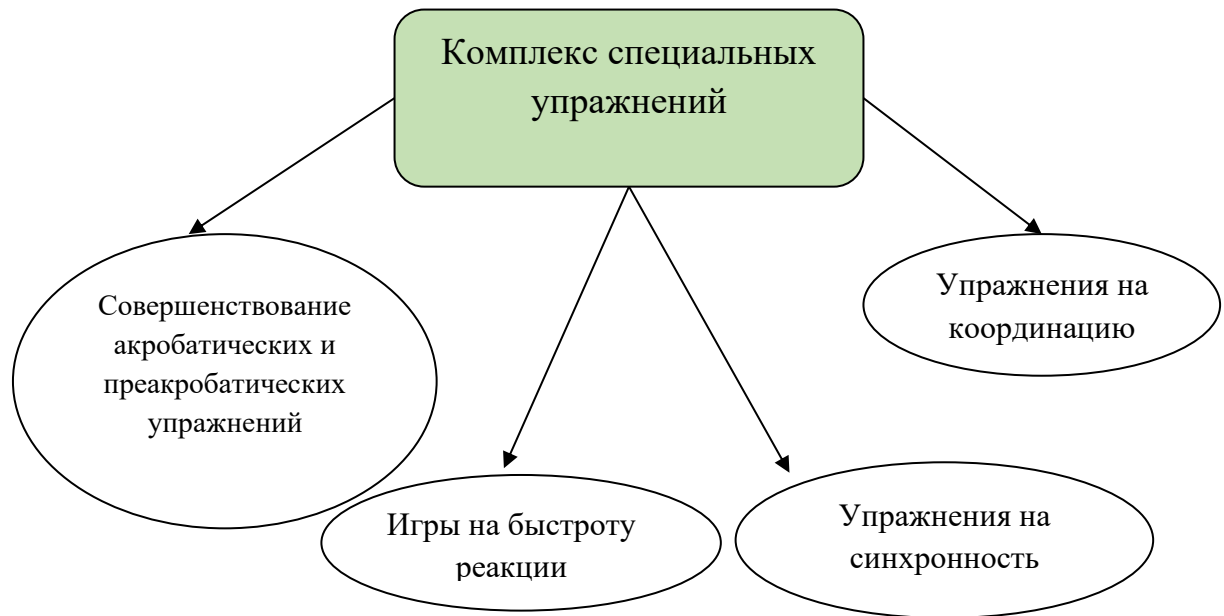 Комплекс специальных
упражнений
Совершенствование
акробатических и
преакробатических
упражнений
Игры на быстроту
реакции
Упражнения на
синхронность
Упражнения на
координацию